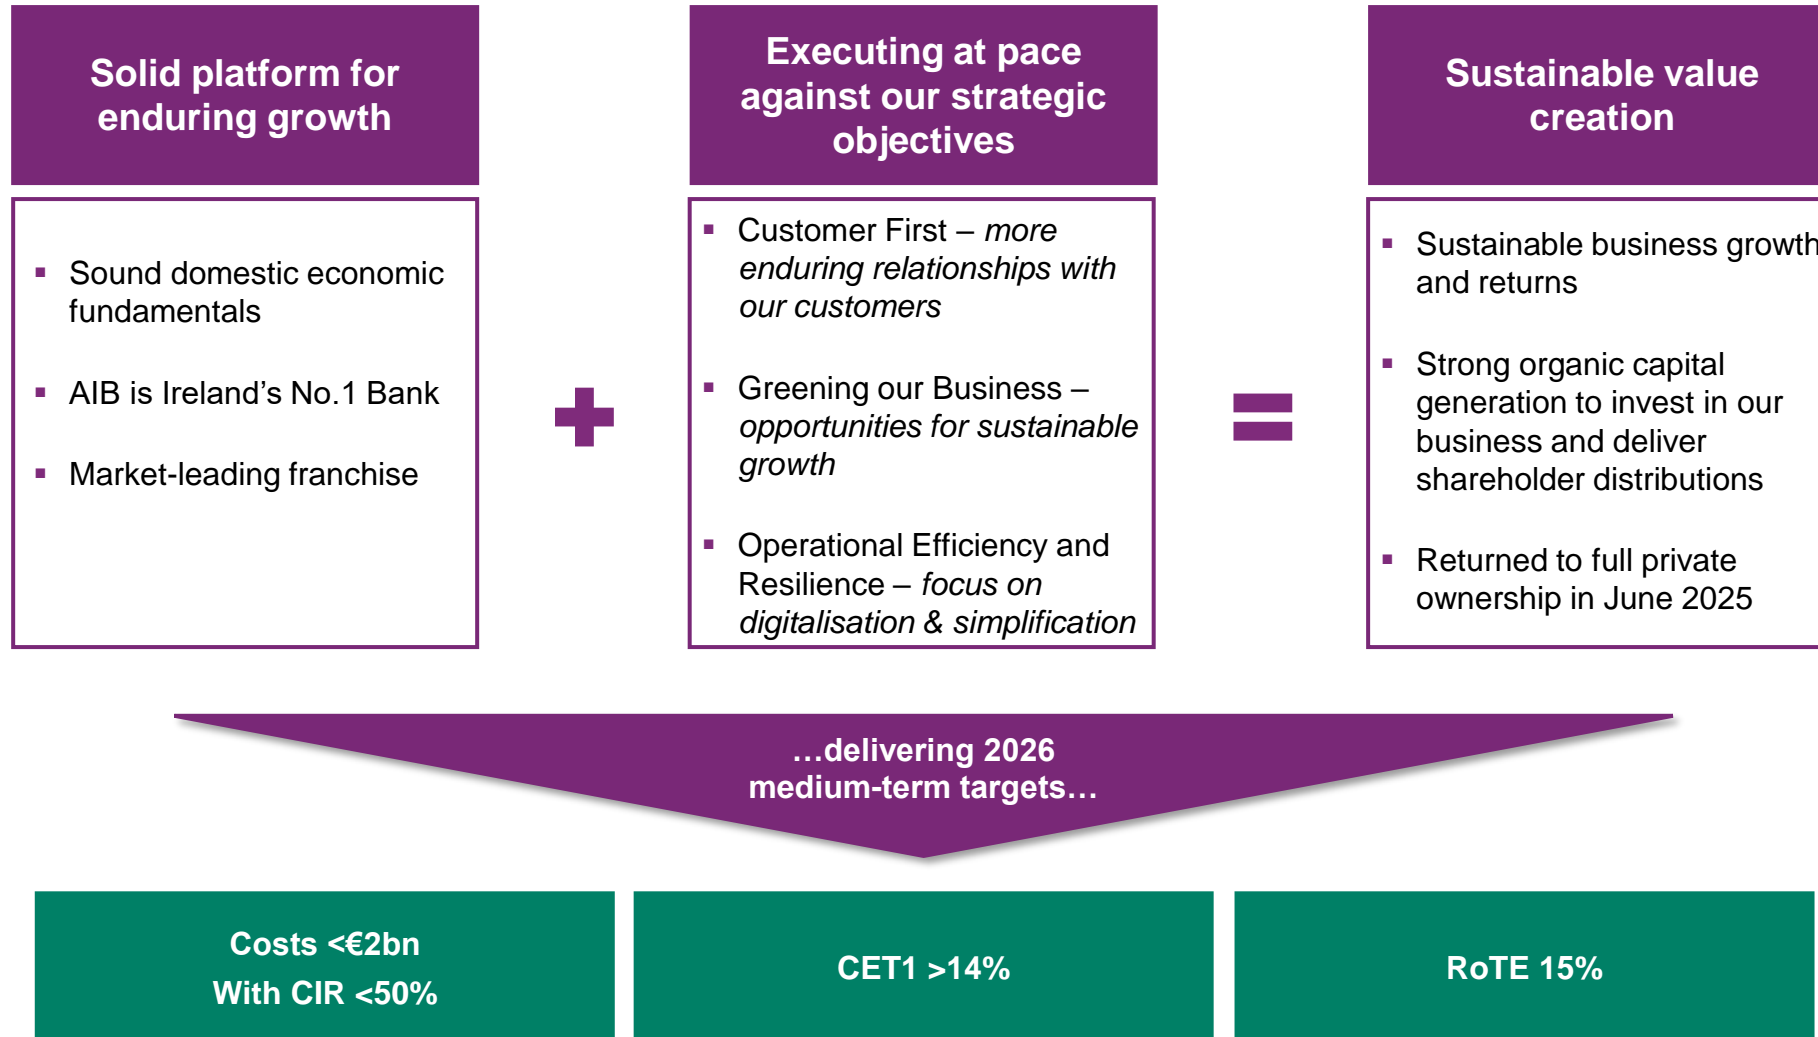 Solid platform for
enduring growth
▪ Sound domestic economic
fundamentals
▪ AIB is Ireland's No.1 Bank
▪ Market-leading franchise
Executing at pace
against our strategic
objectives
▪ Customer First – more
enduring relationships with
our customers
▪ Greening our Business –
opportunities for sustainable
growth
▪ Operational Efficiency and
Resilience – focus on
digitalisation & simplification
Sustainable value
creation
▪ Sustainable business growth
and returns
▪ Strong organic capital
generation to invest in our
business and deliver
shareholder distributions
▪ Returned to full private
ownership in June 2025
…delivering 2026
medium-term targets…
Costs <€2bn
With CIR <50%
CET1 >14%
RoTE 15%